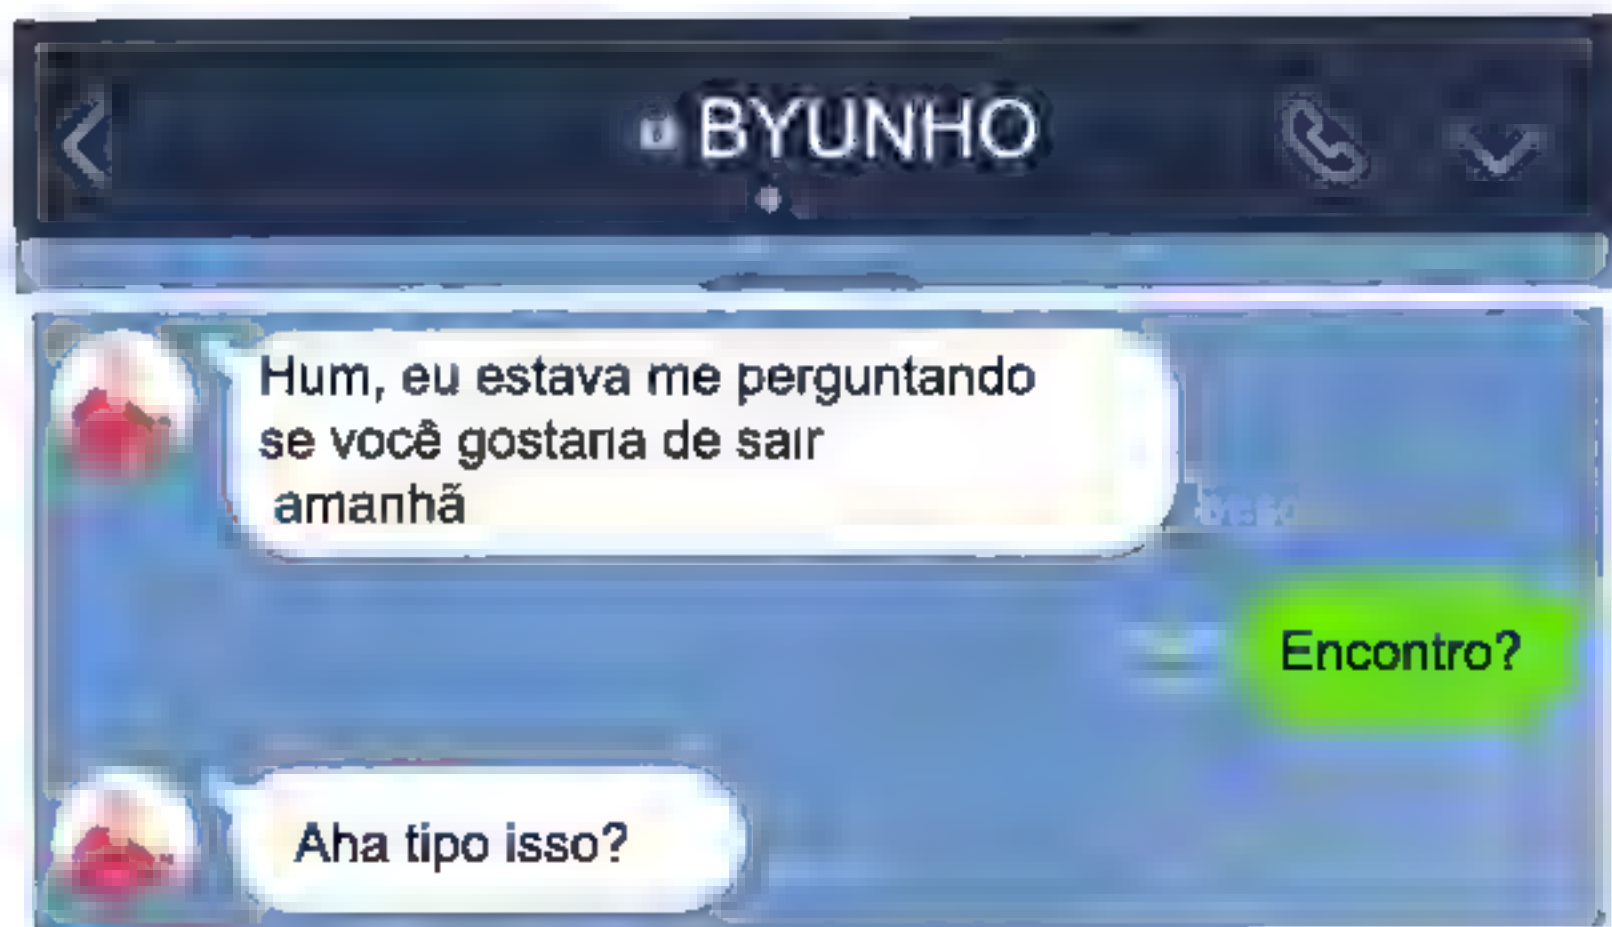 BYUNHO
Hum, eu estava me perguntando
se você gostaria de sair
amanhã
Encontro?
Aha tipo isso?